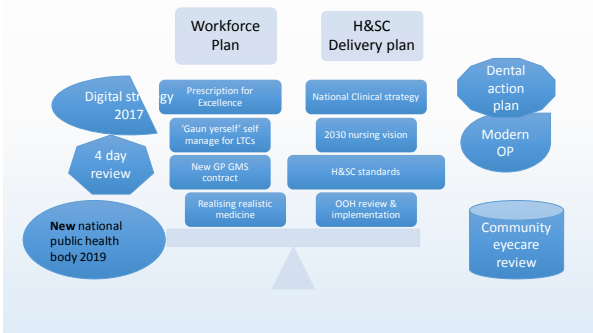 Workforce
Plan
H&SC
Delivery plan
Digital strategy
2017
Prescription for
Excellence
National Clinical strategy
Dental
action
plan
'Gaun yerself' self
manage for LTCs
2030 nursing vision
Modern
OP
4 day
review
New GP GMS
contract
H&SC standards
Realising realistic
medicine
OOH review &
implementation
New national
public health
body 2019
Community
eyecare
review